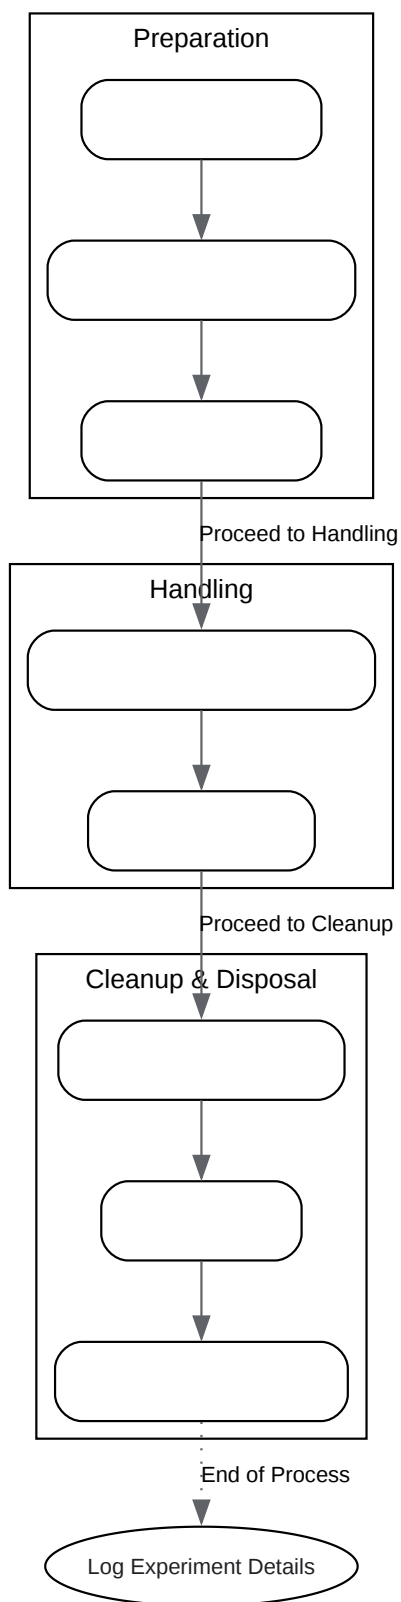 Preparation
Proceed to Handling
Handling
Proceed to Cleanup
Cleanup & Disposal
End of Process
Log Experiment Details